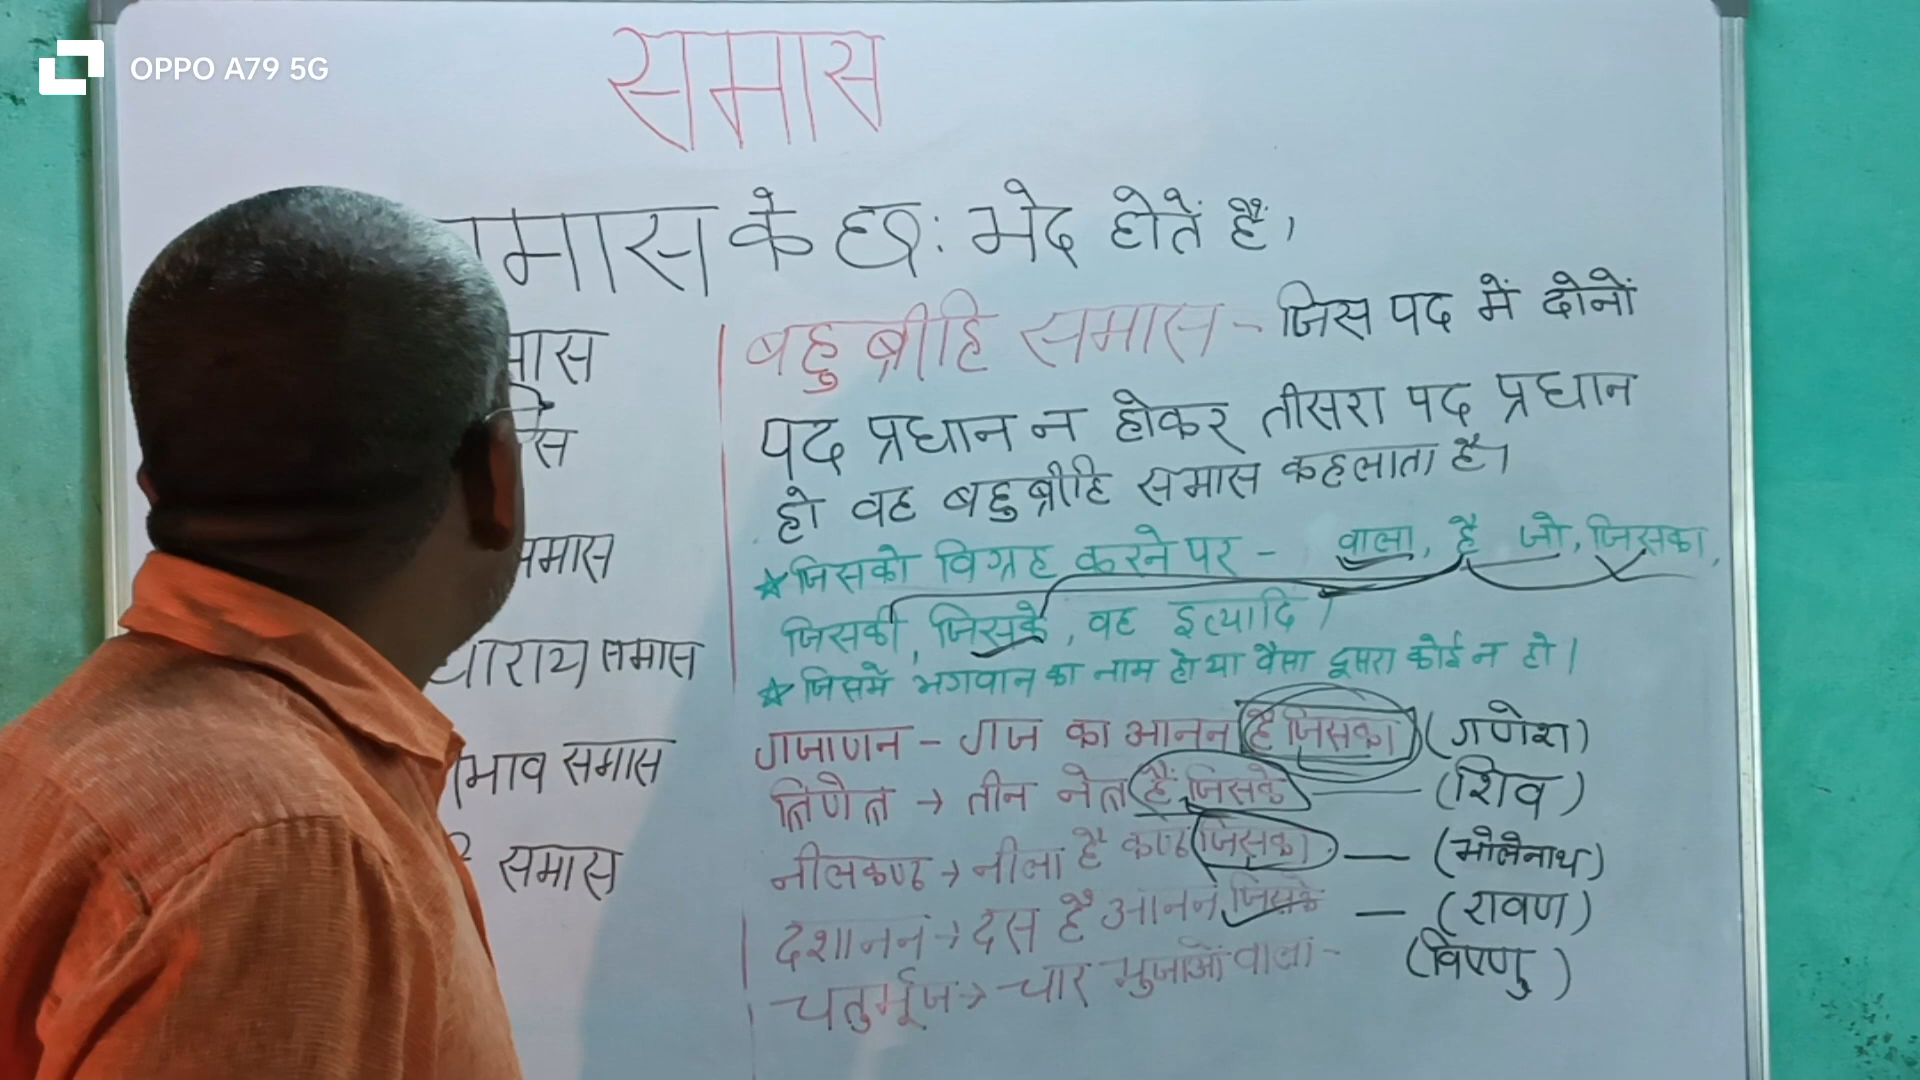 OPPO A79 5G
समास
मास के छः भेद होतें हैं।
बहुब्रीहि समास - जिस पद में दोनों
पद प्रधान न होकर तीसरा पद प्रधान
हो वह बहुब्रीहि समास कहलाता है।
★ जिसको विग्रह करने पर - वाला, है जो, जिसका,
जिसकी, जिसके, वह इत्यादि।
★ जिसमें भगवान का नाम हो या वैसा दूसरा कोई न हो।
गजाणन - गज का आनन है जिसका (गणेश)
त्रिणेत्र → तीन नेत्र हैं जिसके (शिव)
नीलकण्ठ → नीला है कण्ठ जिसका — (भोलेनाथ)
दशाननं → दस है आननं जिसके — (रावण)
चतुर्भूज → चार भुजाओं वाला - (विष्णु)
मास
समास
समास
भाव समास
समास